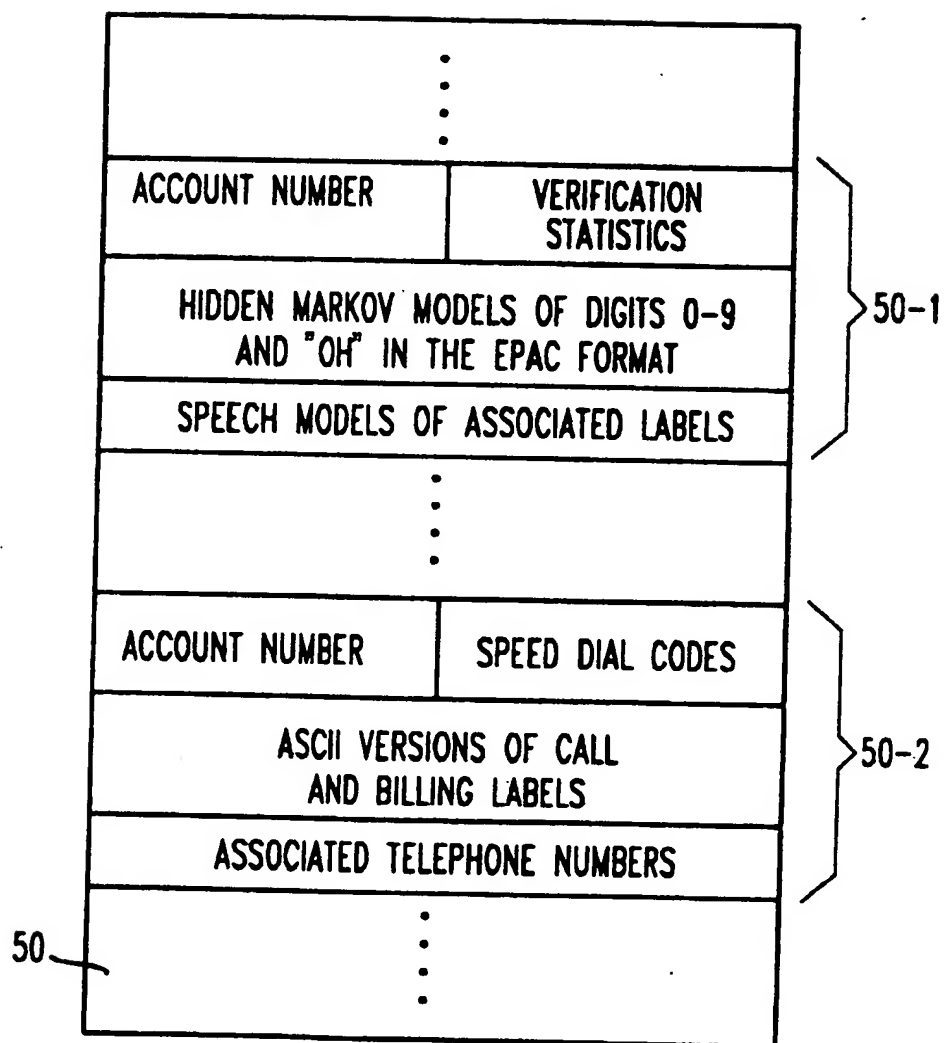 ACCOUNT NUMBER
VERIFICATION
STATISTICS
HIDDEN MARKOV MODELS OF DIGITS 0-9
AND "OH" IN THE EPAC FORMAT
SPEECH MODELS OF ASSOCIATED LABELS
50-1
ACCOUNT NUMBER
SPEED DIAL CODES
ASCII VERSIONS OF CALL
AND BILLING LABELS
ASSOCIATED TELEPHONE NUMBERS
50-2
50